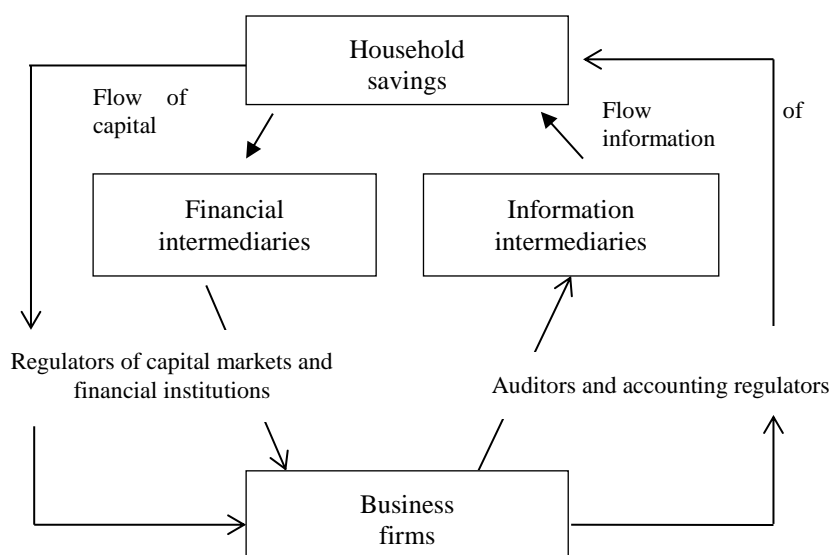 Household
savings
Flow of
capital
Flow of
information
Financial
intermediaries
Information
intermediaries
Regulators of capital markets and
financial institutions
Auditors and accounting regulators
Business
firms